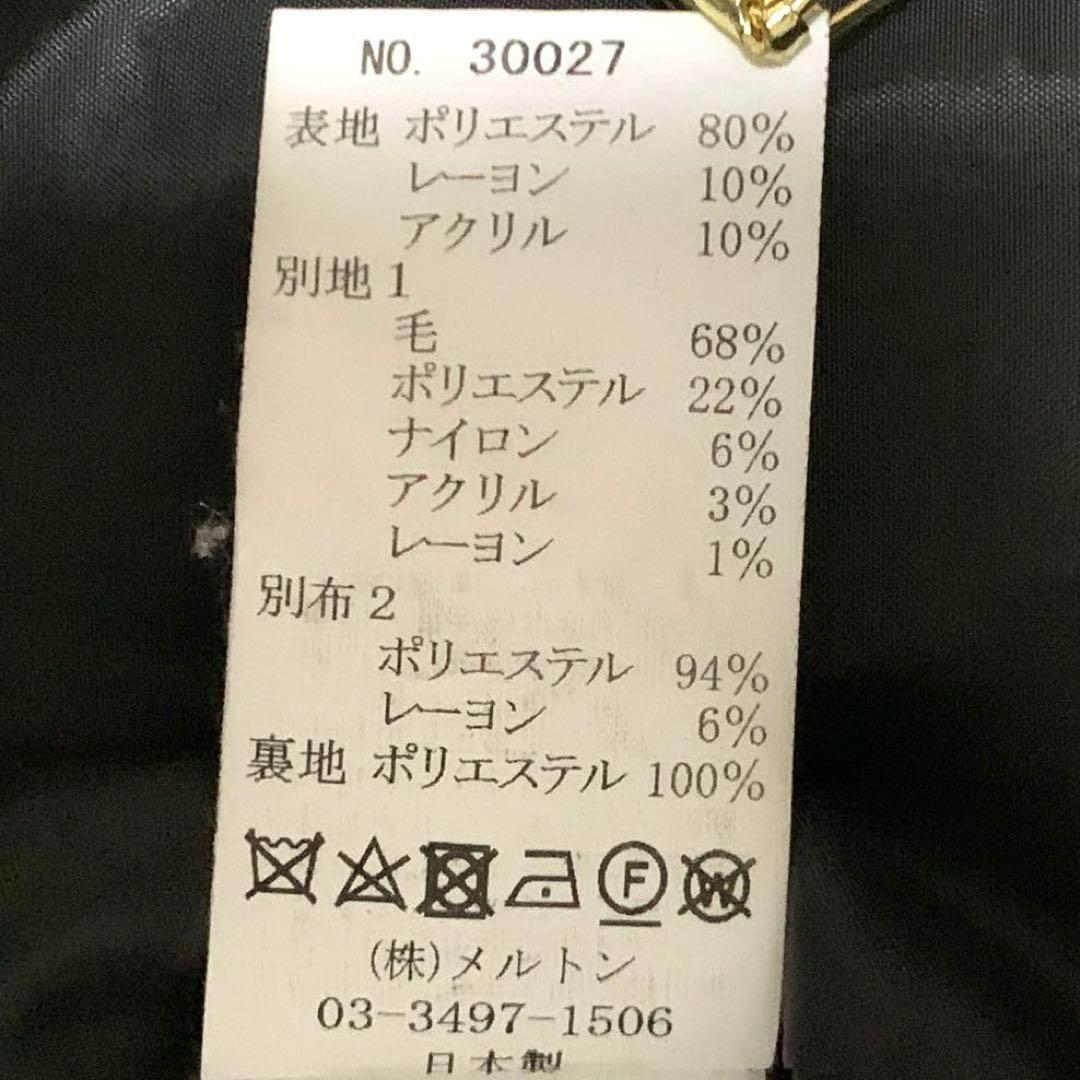 NO. 30027
表地 ポリエステル 80%
レーヨン 10%
アクリル 10%
別地1
毛 68%
ポリエステル 22%
ナイロン 6%
アクリル 3%
レーヨン 1%
別布2
ポリエステル 94%
レーヨン 6%
裏地 ポリエステル 100%
F W
(株)メルトン
03-3497-1506
日本製